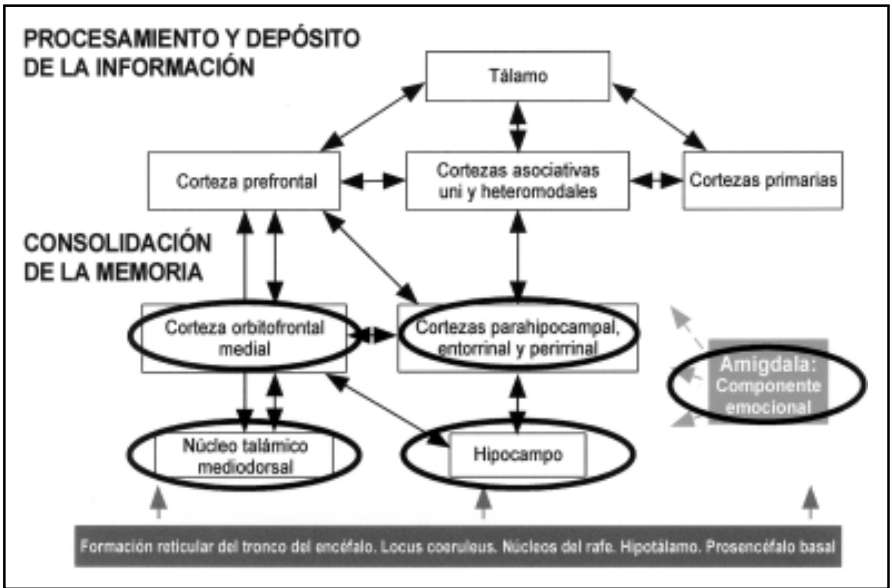 PROCESAMIENTO Y DEPÓSITO
DE LA INFORMACIÓN
Tálamo
Corteza prefrontal
Cortezas asociativas
uni y heteromodales
Cortezas primarias
CONSOLIDACIÓN
DE LA MEMORIA
Corteza orbitofrontal
medial
Cortezas parahipocampal,
entorrinal y perirrinal
Amigdala:
Componente
emocional
Núcleo talámico
mediodorsal
Hipocampo
Formación reticular del tronco del encéfalo. Locus coeruleus. Núcleos del rafe. Hipotálamo. Prosencéfalo basal